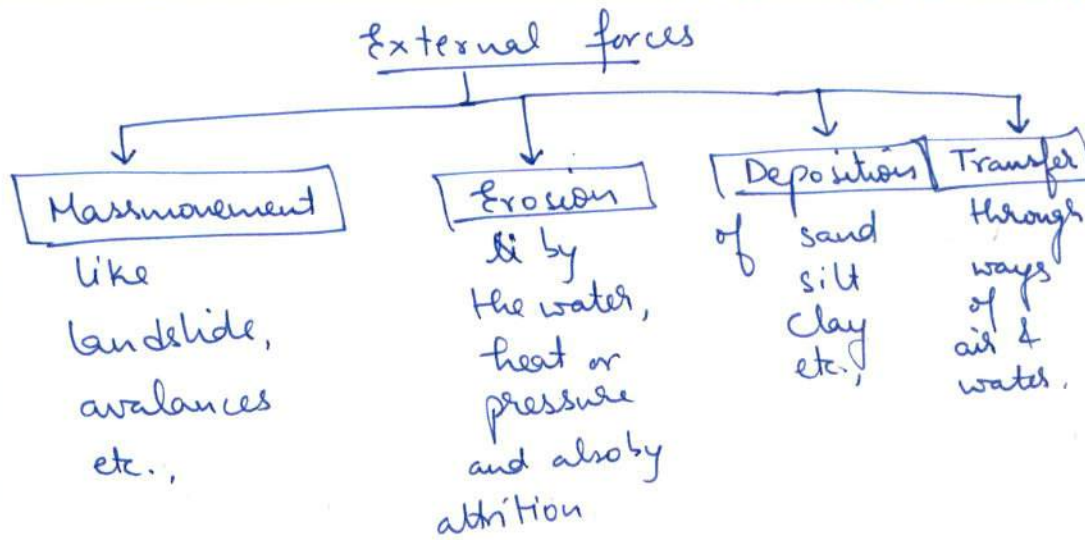 External forces
Massmovement
like
landslide,
avalances
etc.,
Erosion
by
the water,
heat or
pressure
and also by
attrition
Deposition
of sand
silt
clay
etc.,
Transfer
through
ways
of
air &
water.